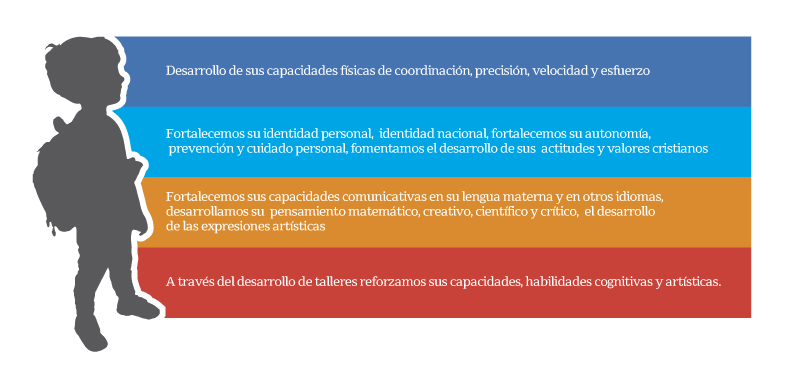 Desarrollo de sus capacidades físicas de coordinación, precisión, velocidad y esfuerzo
Fortalecemos su identidad personal, identidad nacional, fortalecemos su autonomía,
prevención y cuidado personal, fomentamos el desarrollo de sus actitudes y valores cristianos
Fortalecemos sus capacidades comunicativas en su lengua materna y en otros idiomas,
desarrollamos su pensamiento matemático, creativo, científico y crítico, el desarrollo
de las expresiones artísticas
A través del desarrollo de talleres reforzamos sus capacidades, habilidades cognitivas y artísticas.